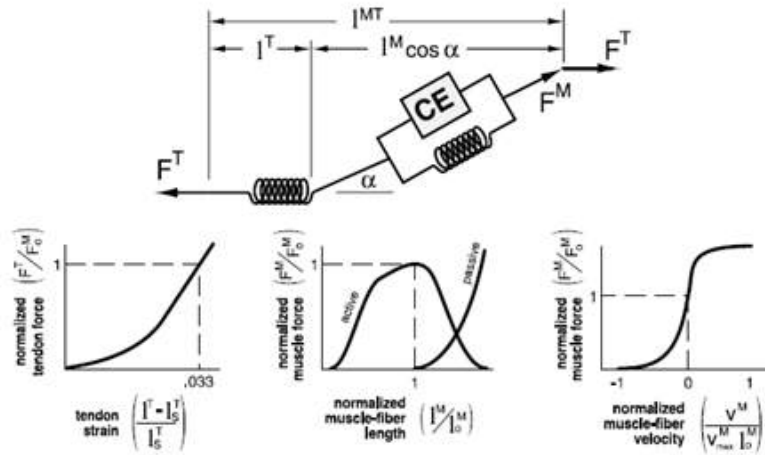 l^MT
l^T
l^M cos α
F^T
F^M
CE
F^T
α
normalized tendon force (F^T/F_o^M)
1
.033
tendon strain (l^T - l_S^T / l_S^T)
normalized muscle force (F^M/F_o^M)
1
active
passive
1
normalized muscle-fiber length (l^M/l_o^M)
normalized muscle force (F^M/F_o^M)
1
-1
0
1
normalized muscle-fiber velocity (v^M / v_max^M l_o^M)